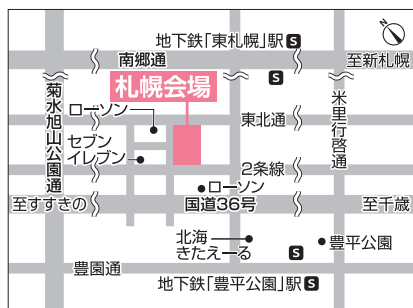 地下鉄「東札幌」駅 S
南郷通
至新札幌
S
札幌会場
菊水旭山公園通
ローソン
東北通
米里行啓通
セブン
イレブン
2条線
ローソン
至すすきの
国道36号
至千歳
北海
きたえーる
豊平公園
S
豊園通
地下鉄「豊平公園」駅 S